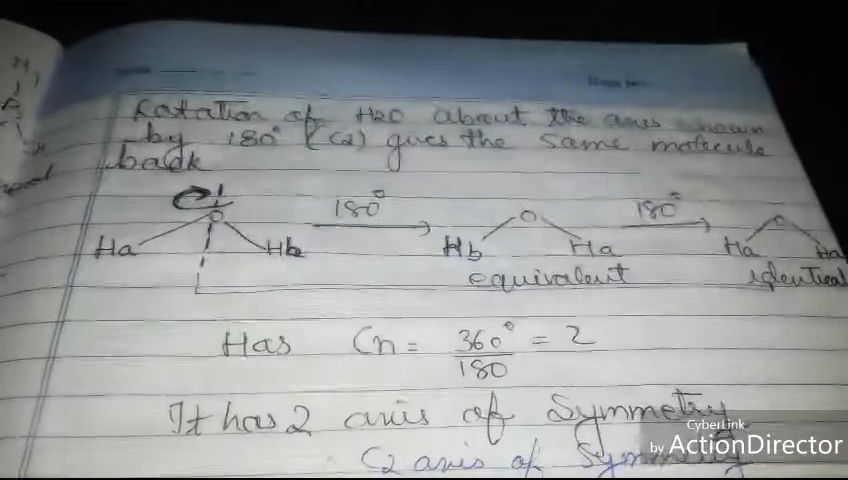 Rotation of H2O about the axes shown
by 180° (C2) gives the same molecule
back
180° 180°
O O O
Ha Hb Hb Ha Ha Ha
equivalent identical
Has Cn = 360° / 180 = 2
It has 2 axis of Symmetry
C2 axis of Symmetry
CyberLink
by ActionDirector